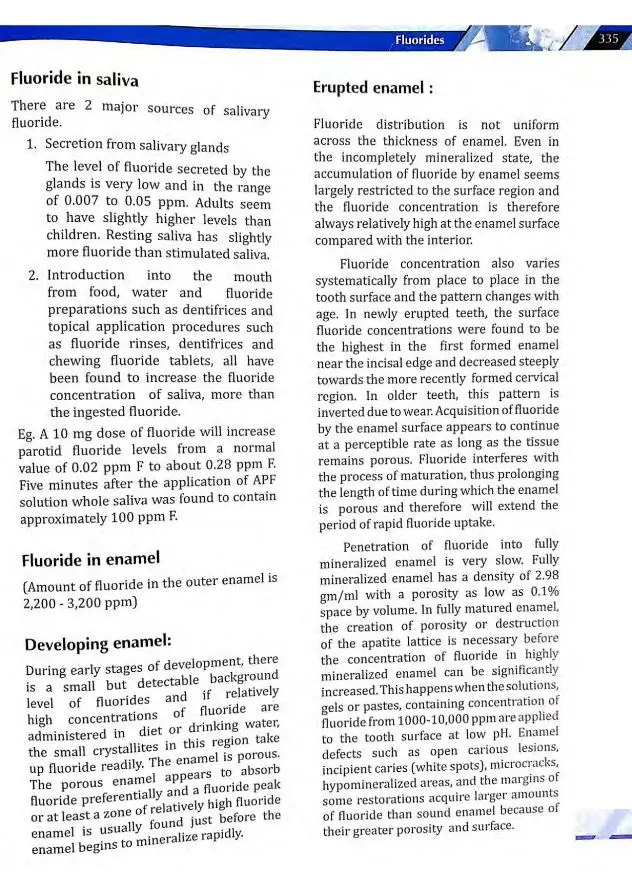 Fluorides
335
Fluoride in saliva
There are 2 major sources of salivary
fluoride.
1. Secretion from salivary glands
The level of fluoride secreted by the
glands is very low and in the range
of 0.007 to 0.05 ppm. Adults seem
to have slightly higher levels than
children. Resting saliva has slightly
more fluoride than stimulated saliva.
2. Introduction into the mouth
from food, water and fluoride
preparations such as dentifrices and
topical application procedures such
as fluoride rinses, dentifrices and
chewing fluoride tablets, all have
been found to increase the fluoride
concentration of saliva, more than
the ingested fluoride.
Eg. A 10 mg dose of fluoride will increase
parotid fluoride levels from a normal
value of 0.02 ppm F to about 0.28 ppm F.
Five minutes after the application of APF
solution whole saliva was found to contain
approximately 100 ppm F.
Fluoride in enamel
(Amount of fluoride in the outer enamel is
2,200 - 3,200 ppm)
Developing enamel:
During early stages of development, there
is a small but detectable background
level of fluorides and if relatively
high concentrations of fluoride are
administered in diet or drinking water,
the small crystallites in this region take
up fluoride readily. The enamel is porous.
The porous enamel appears to absorb
fluoride preferentially and a fluoride peak
or at least a zone of relatively high fluoride
enamel is usually found just before the
enamel begins to mineralize rapidly.
Erupted enamel :
Fluoride distribution is not uniform
across the thickness of enamel. Even in
the incompletely mineralized state, the
accumulation of fluoride by enamel seems
largely restricted to the surface region and
the fluoride concentration is therefore
always relatively high at the enamel surface
compared with the interior.
Fluoride concentration also varies
systematically from place to place in the
tooth surface and the pattern changes with
age. In newly erupted teeth, the surface
fluoride concentrations were found to be
the highest in the first formed enamel
near the incisal edge and decreased steeply
towards the more recently formed cervical
region. In older teeth, this pattern is
inverted due to wear. Acquisition of fluoride
by the enamel surface appears to continue
at a perceptible rate as long as the tissue
remains porous. Fluoride interferes with
the process of maturation, thus prolonging
the length of time during which the enamel
is porous and therefore will extend the
period of rapid fluoride uptake.
Penetration of fluoride into fully
mineralized enamel is very slow. Fully
mineralized enamel has a density of 2.98
gm/ml with a porosity as low as 0.1%
space by volume. In fully matured enamel,
the creation of porosity or destruction
of the apatite lattice is necessary before
the concentration of fluoride in highly
mineralized enamel can be significantly
increased. This happens when the solutions,
gels or pastes, containing concentration of
fluoride from 1000-10,000 ppm are applied
to the tooth surface at low pH. Enamel
defects such as open carious lesions,
incipient caries (white spots), microcracks,
hypomineralized areas, and the margins of
some restorations acquire larger amounts
of fluoride than sound enamel because of
their greater porosity and surface.